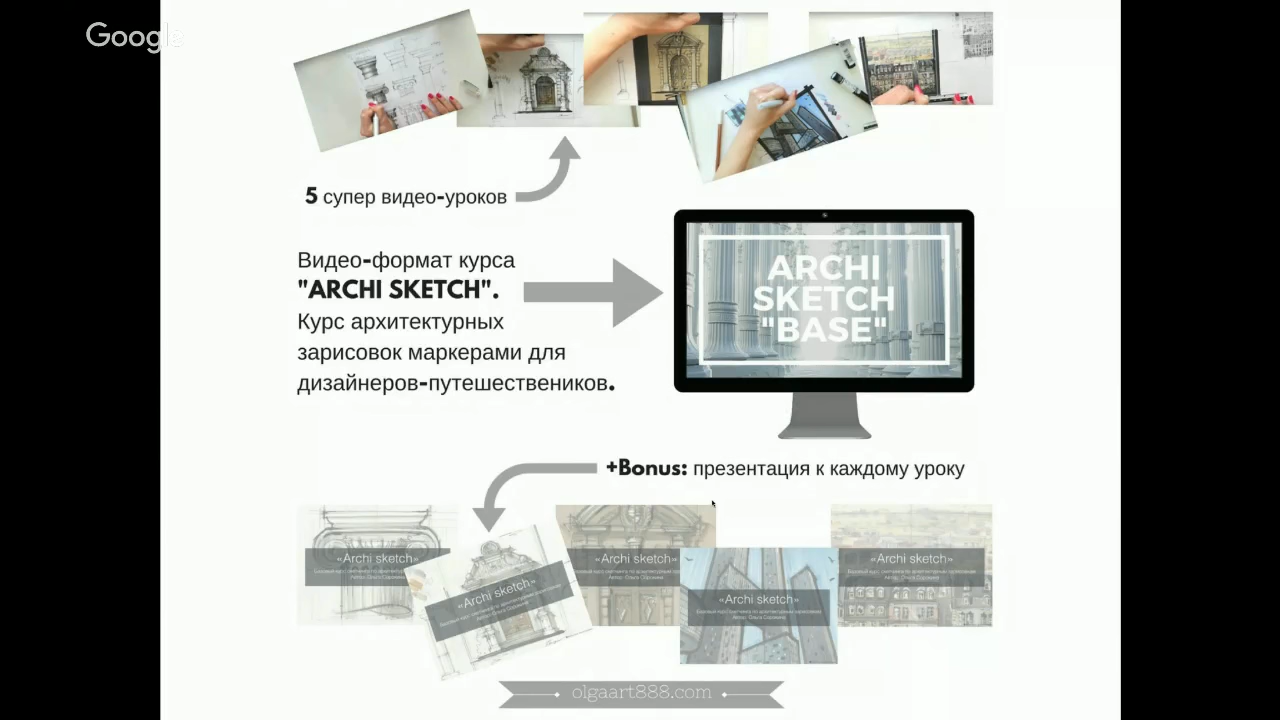 Google
5 супер видео-уроков
Видео-формат курса
"ARCHI SKETCH".
Курс архитектурных
зарисовок маркерами для
дизайнеров-путешествеников.
ARCHI
SKETCH
"BASE"
+Bonus: презентация к каждому уроку
«Archi sketch»
«Archi sketch»
«Archi sketch»
«Archi sketch»
«Archi sketch»
olgaart888.com